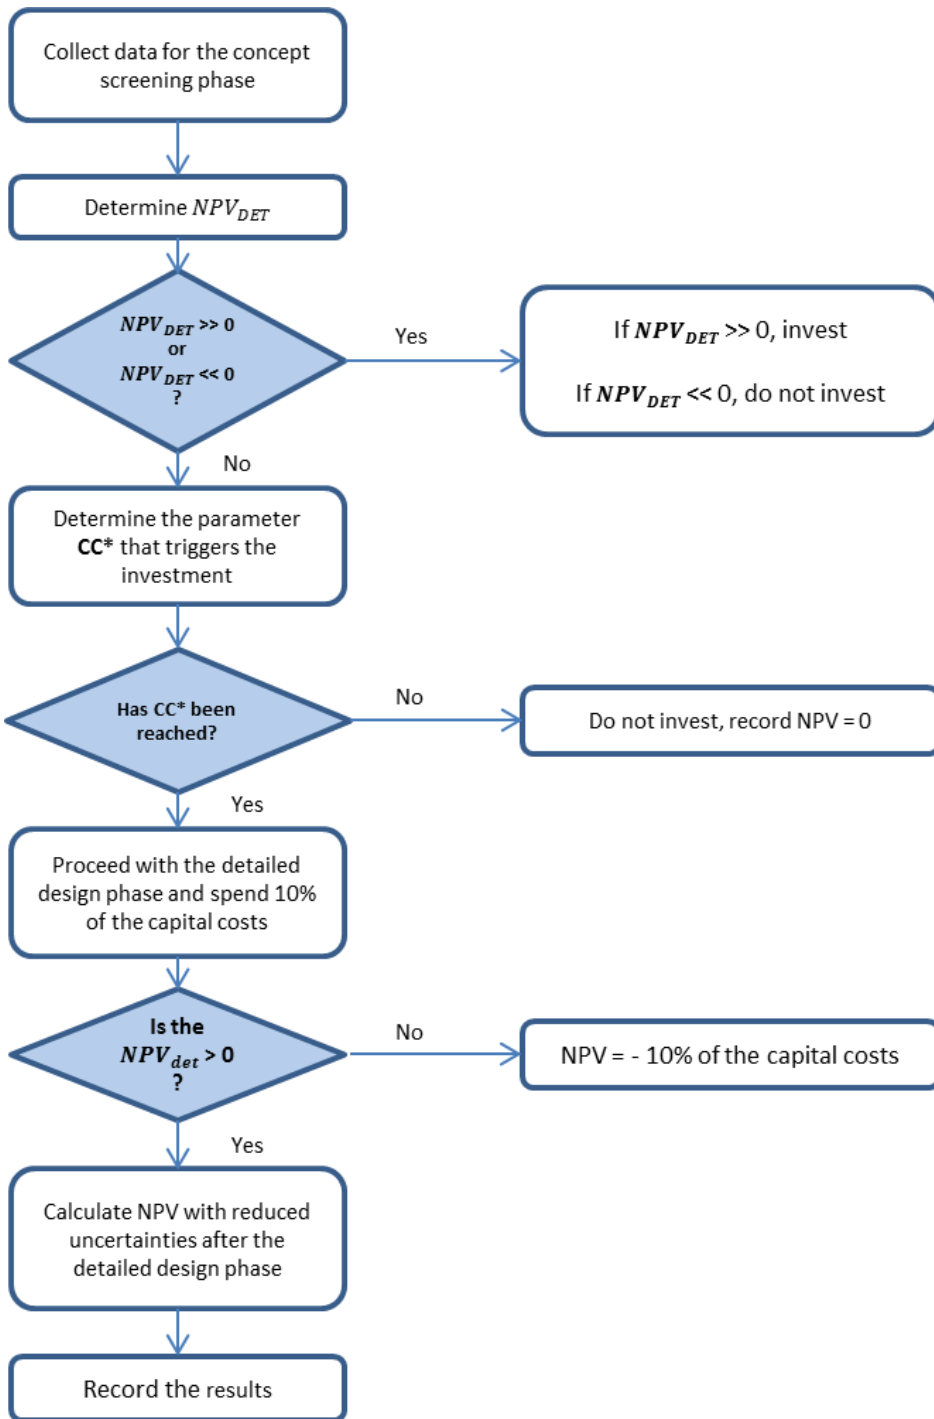 Collect data for the concept
screening phase
Determine NPV_DET
NPV_DET >> 0
or
NPV_DET << 0
?
Yes
If NPV_DET >> 0, invest
If NPV_DET << 0, do not invest
No
Determine the parameter
CC* that triggers the
investment
Has CC* been
reached?
No
Do not invest, record NPV = 0
Yes
Proceed with the detailed
design phase and spend 10%
of the capital costs
Is the
NPV_det > 0
?
No
NPV = - 10% of the capital costs
Yes
Calculate NPV with reduced
uncertainties after the
detailed design phase
Record the results